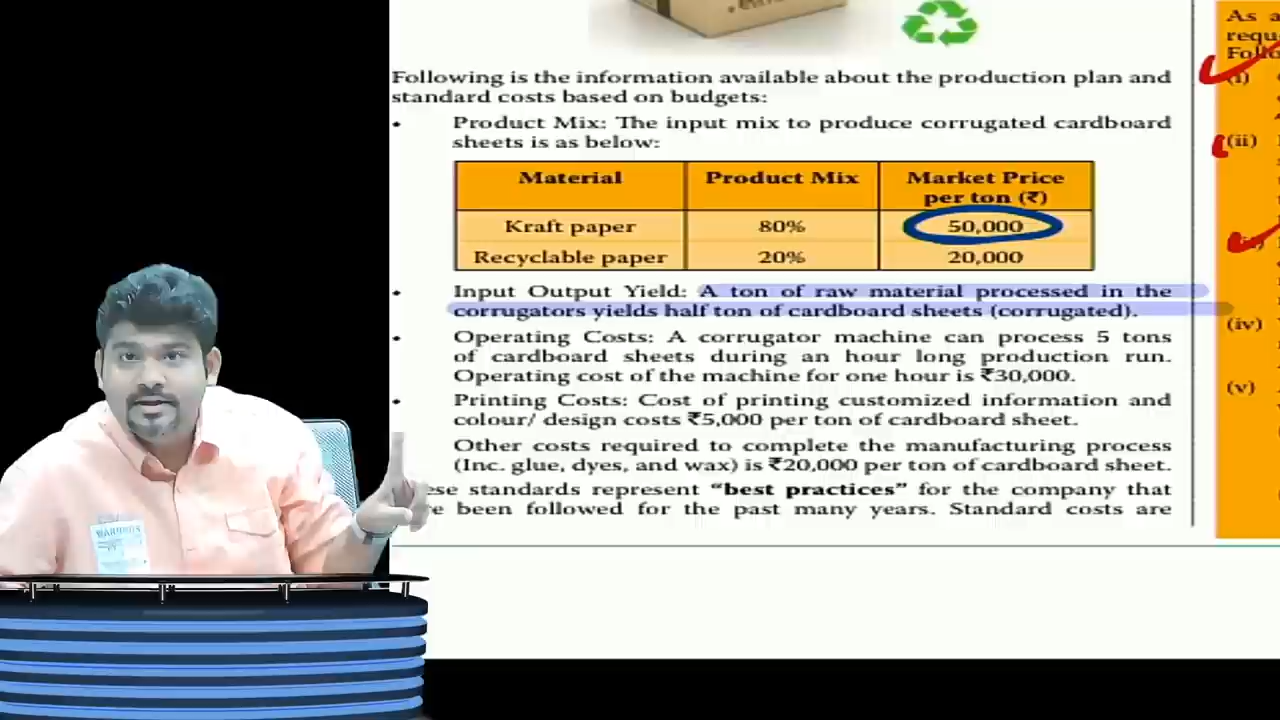 Following is the information available about the production plan and
standard costs based on budgets:
• Product Mix: The input mix to produce corrugated cardboard
sheets is as below:
Material Product Mix Market Price
per ton (₹)
Kraft paper 80% 50,000
Recyclable paper 20% 20,000
• Input Output Yield: A ton of raw material processed in the
corrugators yields half ton of cardboard sheets (corrugated).
• Operating Costs: A corrugator machine can process 5 tons
of cardboard sheets during an hour long production run.
Operating cost of the machine for one hour is ₹30,000.
• Printing Costs: Cost of printing customized information and
colour/ design costs ₹5,000 per ton of cardboard sheet.
Other costs required to complete the manufacturing process
(Inc. glue, dyes, and wax) is ₹20,000 per ton of cardboard sheet.
ese standards represent “best practices” for the company that
e been followed for the past many years. Standard costs are
As a
requ
Follo
(i)
(ii)
(iv)
(v)